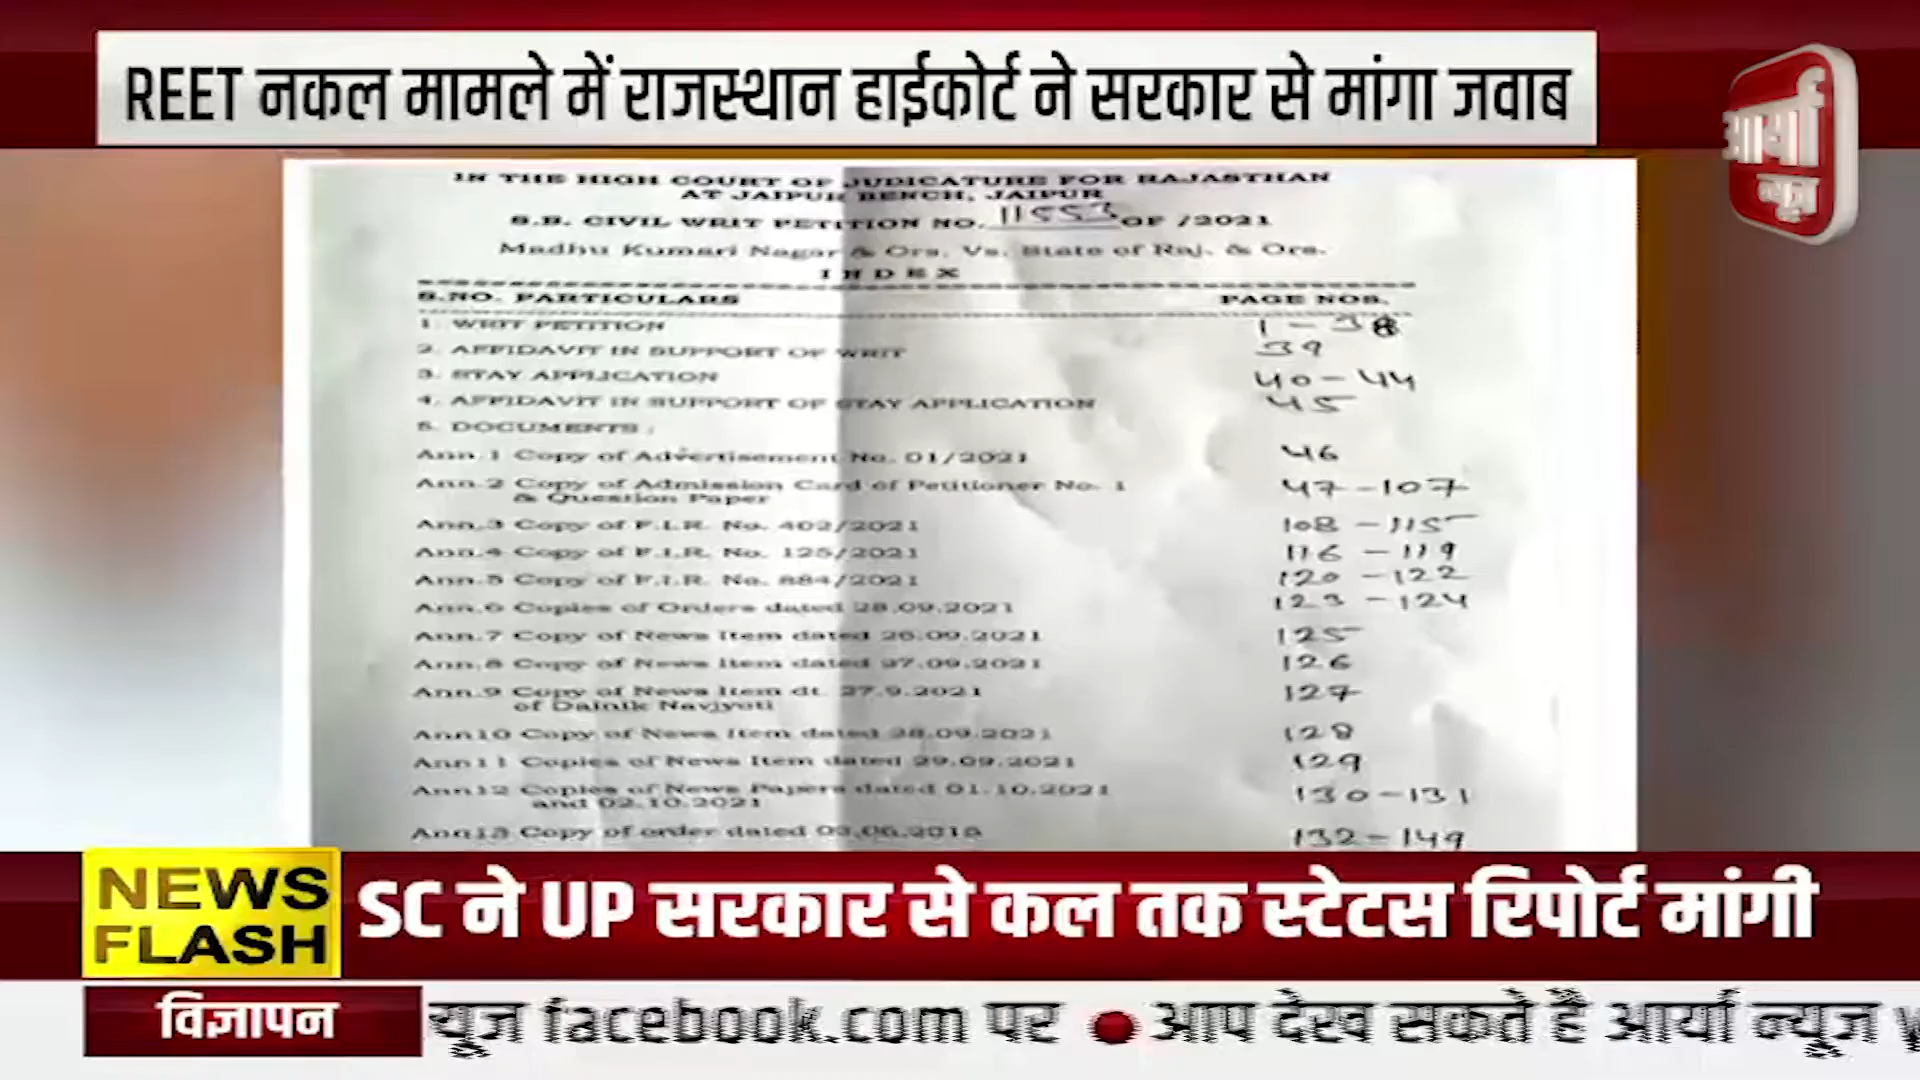 REET नकल मामले में राजस्थान हाईकोर्ट ने सरकार से मांगा जवाब
आर्या
न्यूज़
IN THE HIGH COURT OF JUDICATURE FOR RAJASTHAN
AT JAIPUR BENCH, JAIPUR
S.B. CIVIL WRIT PETITION NO. 11553 OF /2021
Madhu Kumari Nagar & Ors. Vs. State of Raj. & Ors.
INDEX
S.NO. PARTICULARS PAGE NOS.
1. WRIT PETITION 1 - 38
2. AFFIDAVIT IN SUPPORT OF WRIT 39
3. STAY APPLICATION 40 - 44
4. AFFIDAVIT IN SUPPORT OF STAY APPLICATION 45
5. DOCUMENTS :
Ann.1 Copy of Advertisement No. 01/2021 46
Ann.2 Copy of Admission Card of Petitioner No. 1 47 - 107
& Question Paper
Ann.3 Copy of F.I.R. No. 402/2021 108 - 115
Ann.4 Copy of F.I.R. No. 125/2021 116 - 119
Ann.5 Copy of F.I.R. No. 884/2021 120 - 122
Ann.6 Copies of Orders dated 28.09.2021 123 - 124
Ann.7 Copy of News Item dated 26.09.2021 125
Ann.8 Copy of News Item dated 27.09.2021 126
Ann.9 Copy of News Item dt. 27.9.2021 127
of Dainik Navjyoti
Ann10 Copy of News Item dated 28.09.2021 128
Ann11 Copies of News Item dated 29.09.2021 129
Ann12 Copies of News Papers dated 01.10.2021 130 - 131
and 02.10.2021
Ann13 Copy of order dated 132 - 149
NEWS
FLASH
SC ने UP सरकार से कल तक स्टेटस रिपोर्ट मांगी
विज्ञापन
न्यूज facebook.com पर ● आप देख सकते हैं आर्या न्यूज